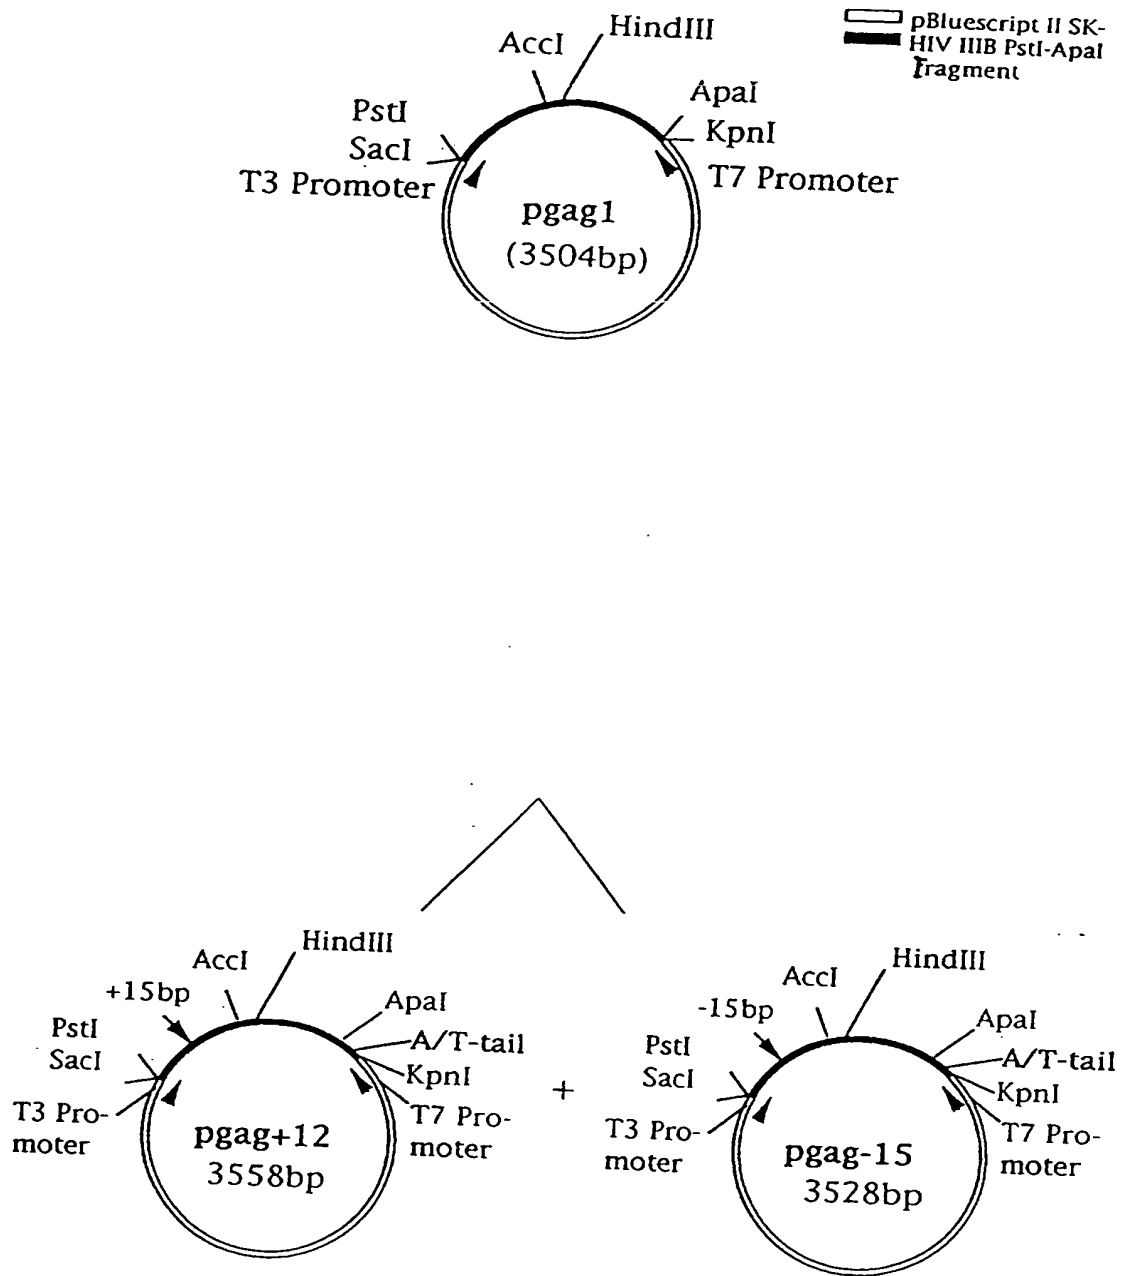 pBluescript II SK-
HIV IIIB PstI-ApaI
fragment
HindIII
AccI
ApaI
KpnI
PstI
SacI
T3 Promoter
T7 Promoter
pgag1
(3504bp)
HindIII
AccI
+15bp
ApaI
PstI
SacI
A/T-tail
KpnI
T3 Pro-
moter
T7 Pro-
moter
pgag+12
3558bp
+
HindIII
AccI
-15bp
ApaI
PstI
SacI
A/T-tail
KpnI
T3 Pro-
moter
T7 Pro-
moter
pgag-15
3528bp